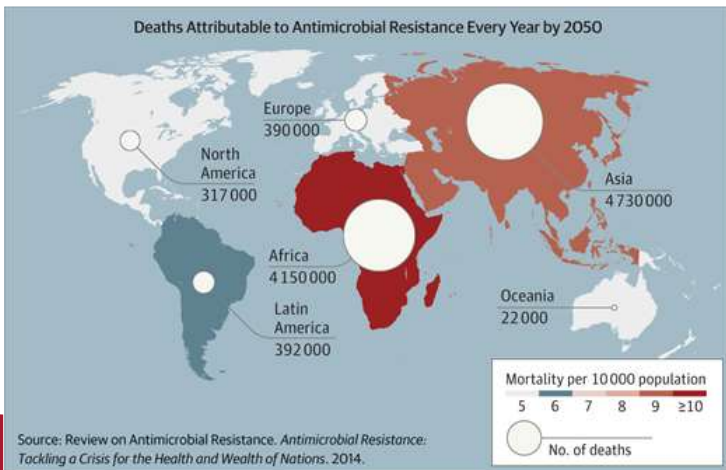 Deaths Attributable to Antimicrobial Resistance Every Year by 2050
Europe
390 000
North
America
317 000
Asia
4 730 000
Africa
4 150 000
Oceania
22 000
Latin
America
392 000
Mortality per 10 000 population
5 6 7 8 9 ≥10
No. of deaths
Source: Review on Antimicrobial Resistance. Antimicrobial Resistance:
Tackling a Crisis for the Health and Wealth of Nations. 2014.